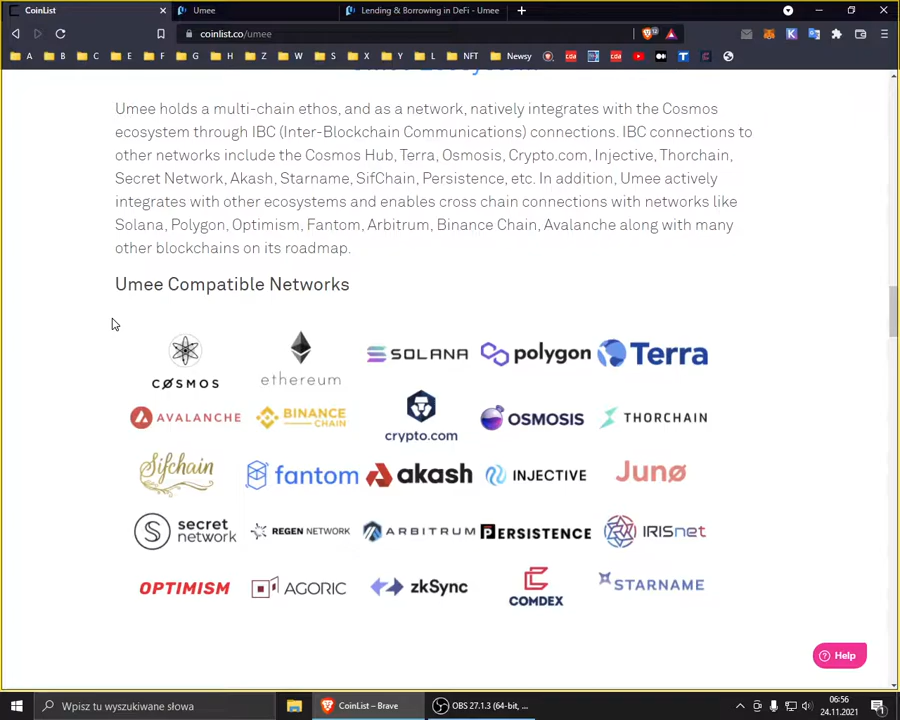 CoinList
Umee
Lending & Borrowing in DeFi - Umee
coinlist.co/umee
A B C E F G H Z W S X Y L NFT Newsy
Umee holds a multi-chain ethos, and as a network, natively integrates with the Cosmos
ecosystem through IBC (Inter-Blockchain Communications) connections. IBC connections to
other networks include the Cosmos Hub, Terra, Osmosis, Crypto.com, Injective, Thorchain,
Secret Network, Akash, Starname, SifChain, Persistence, etc. In addition, Umee actively
integrates with other ecosystems and enables cross chain connections with networks like
Solana, Polygon, Optimism, Fantom, Arbitrum, Binance Chain, Avalanche along with many
other blockchains on its roadmap.
Umee Compatible Networks
COSMOS
ethereum
SOLANA
polygon
Terra
AVALANCHE
BINANCE
CHAIN
crypto.com
OSMOSIS
THORCHAIN
Sifchain
fantom
akash
INJECTIVE
Junø
secret
network
REGEN NETWORK
ARBITRUM
PERSISTENCE
IRISnet
OPTIMISM
AGORIC
zkSync
COMDEX
STARNAME
Help
Wpisz tu wyszukiwane słowa
CoinList – Brave
OBS 27.1.3 (64-bit, ...
06:56
24.11.2021